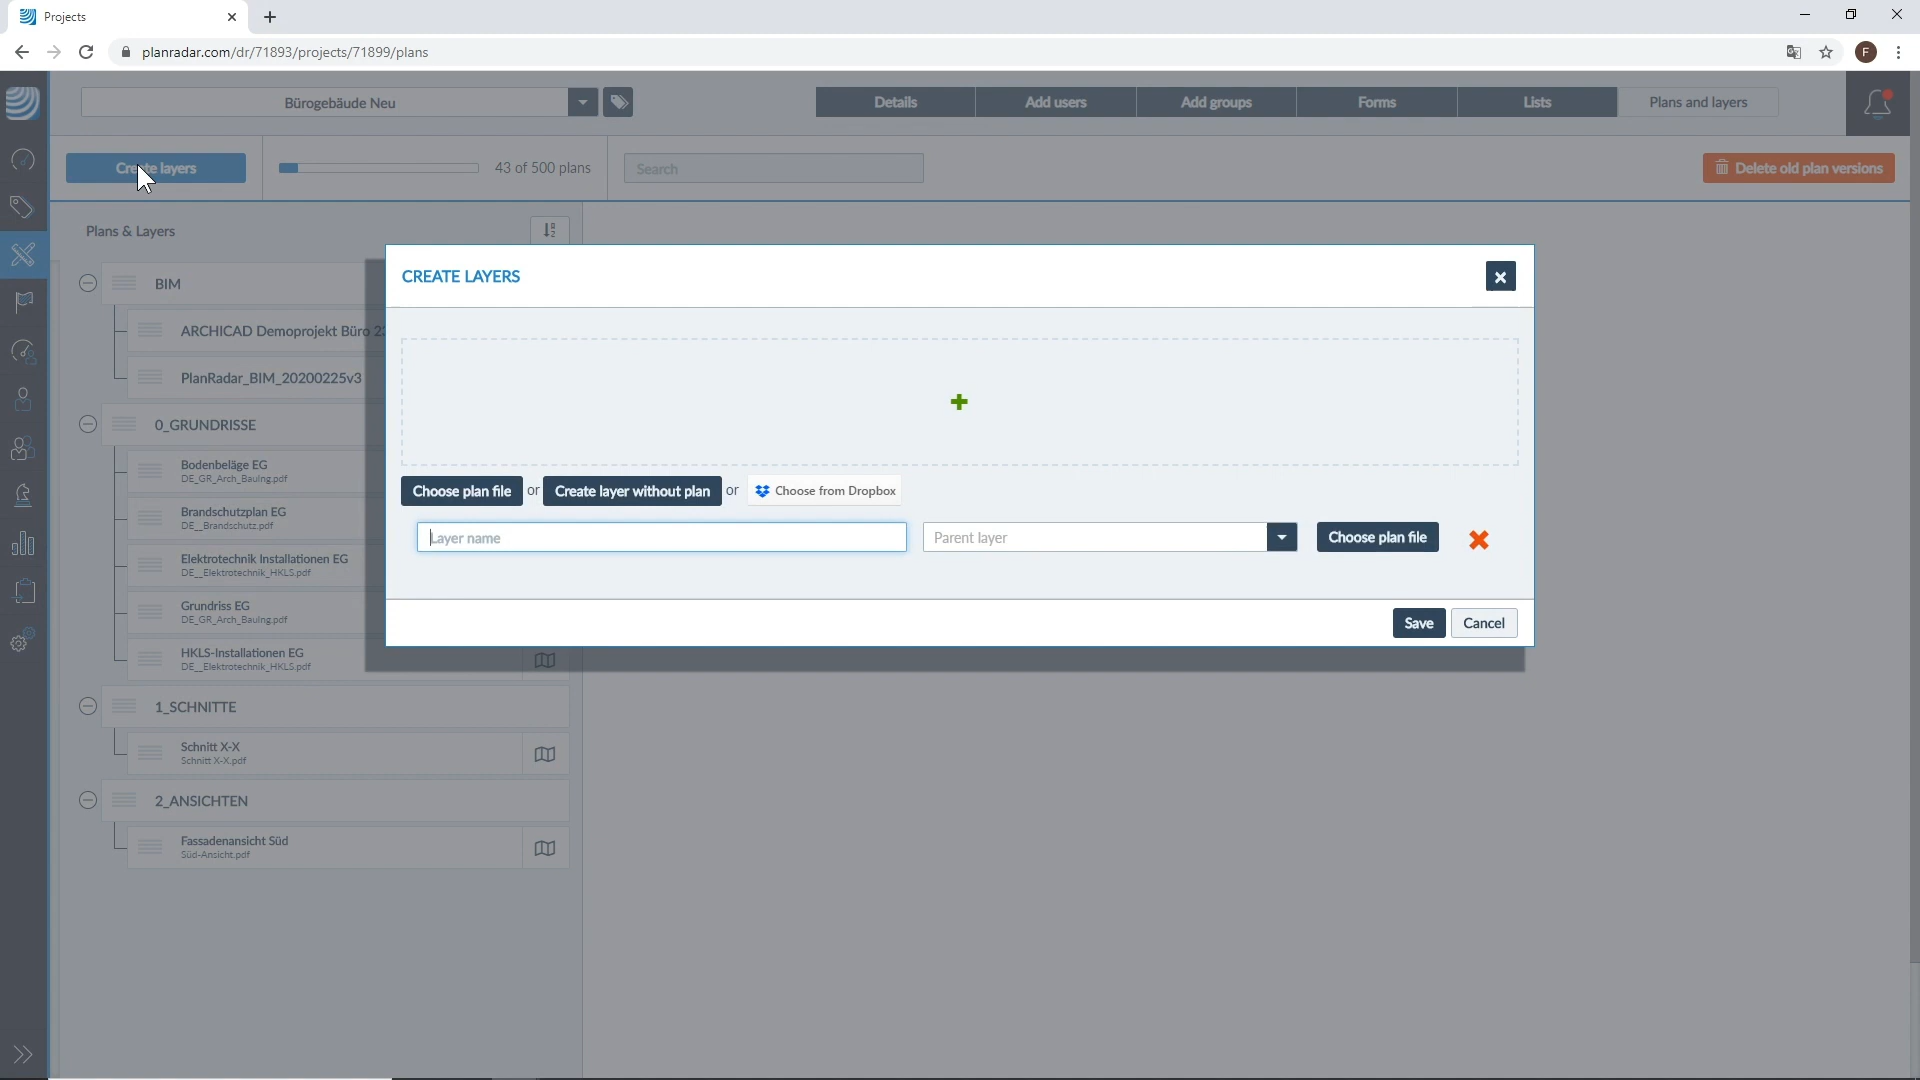 Projects
planradar.com/dr/71893/projects/71899/plans
F
Bürogebäude Neu
Details
Add users
Add groups
Forms
Lists
Plans and layers
Create layers
43 of 500 plans
Search
Delete old plan versions
Plans & Layers
BIM
ARCHICAD Demoprojekt Büro
PlanRadar_BIM_20200225v3
0_GRUNDRISSE
Bodenbeläge EG
DE_GR_Arch_Bauing.pdf
Brandschutzplan EG
DE__Brandschutz.pdf
Elektrotechnik Installationen EG
DE__Elektrotechnik_HKLS.pdf
Grundriss EG
DE_GR_Arch_Bauing.pdf
HKLS-Installationen EG
DE__Elektrotechnik_HKLS.pdf
1_SCHNITTE
Schnitt X-X
Schnitt X-X.pdf
2_ANSICHTEN
Fassadenansicht Süd
Süd-Ansicht.pdf
CREATE LAYERS
Choose plan file or Create layer without plan or Choose from Dropbox
Layer name
Parent layer
Choose plan file
Save
Cancel